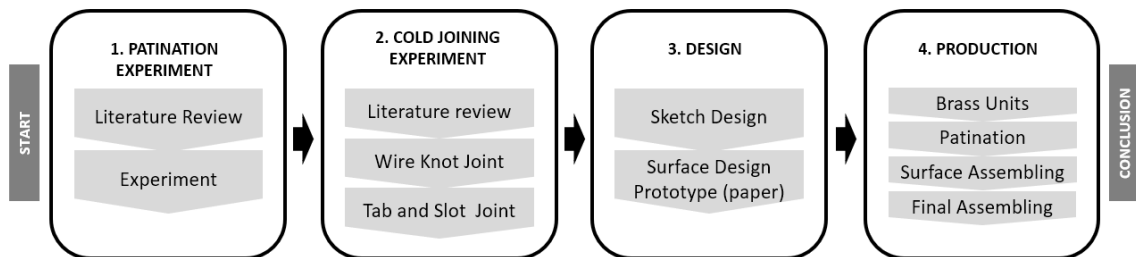 START
1. PATINATION
EXPERIMENT
Literature Review
Experiment
2. COLD JOINING
EXPERIMENT
Literature review
Wire Knot Joint
Tab and Slot Joint
3. DESIGN
Sketch Design
Surface Design
Prototype (paper)
4. PRODUCTION
Brass Units
Patination
Surface Assembling
Final Assembling
CONCLUSION